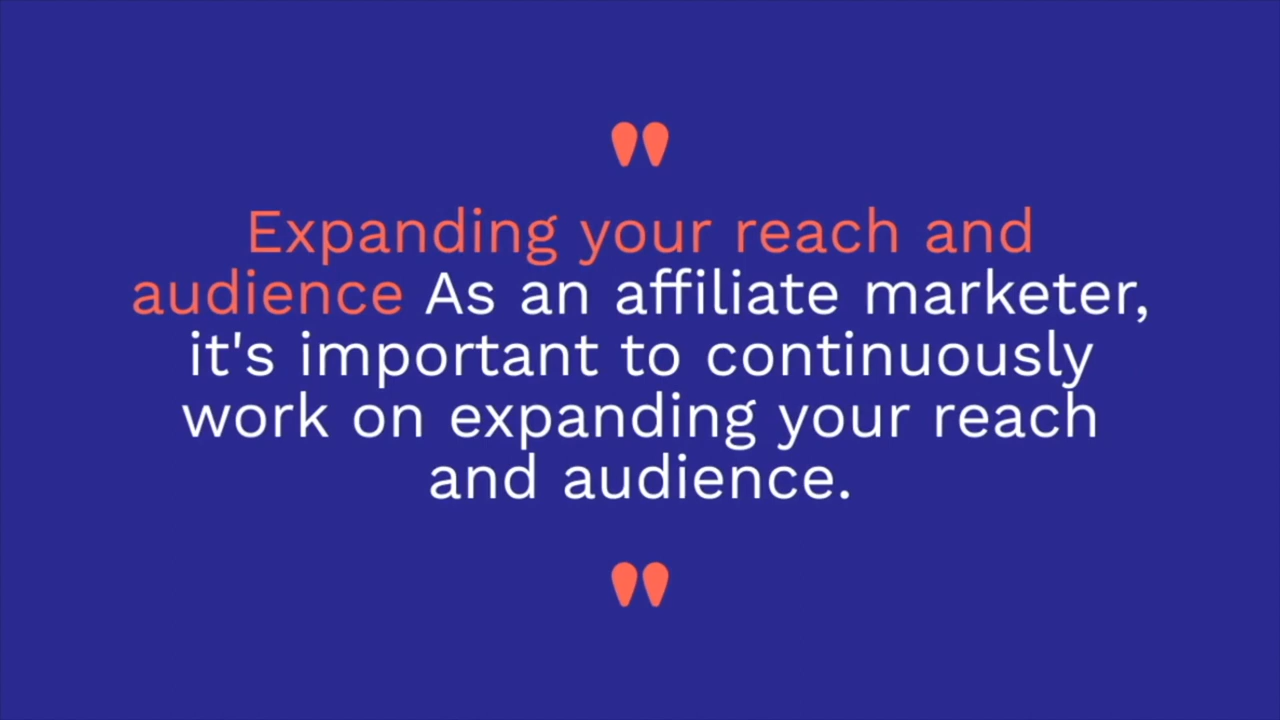 "
Expanding your reach and
audience As an affiliate marketer,
it's important to continuously
work on expanding your reach
and audience.
"